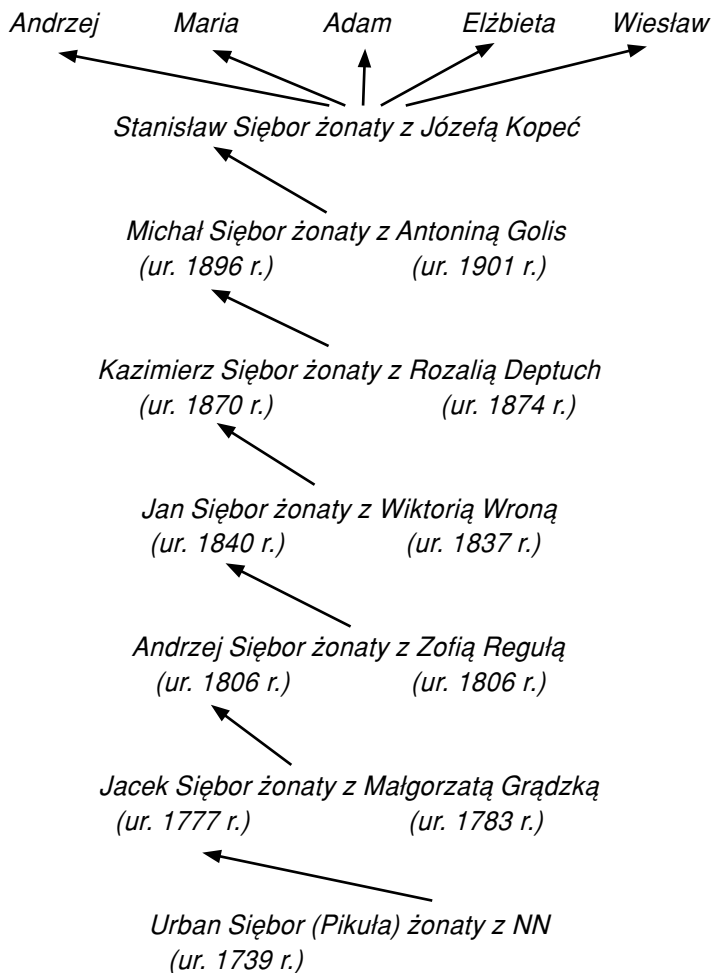 Andrzej Maria Adam Elżbieta Wiesław
Stanisław Siębor żonaty z Józefą Kopeć
Michał Siębor żonaty z Antoniną Golis
(ur. 1896 r.) (ur. 1901 r.)
Kazimierz Siębor żonaty z Rozalią Deptuch
(ur. 1870 r.) (ur. 1874 r.)
Jan Siębor żonaty z Wiktorią Wroną
(ur. 1840 r.) (ur. 1837 r.)
Andrzej Siębor żonaty z Zofią Regułą
(ur. 1806 r.) (ur. 1806 r.)
Jacek Siębor żonaty z Małgorzatą Grądzką
(ur. 1777 r.) (ur. 1783 r.)
Urban Siębor (Pikuła) żonaty z NN
(ur. 1739 r.)